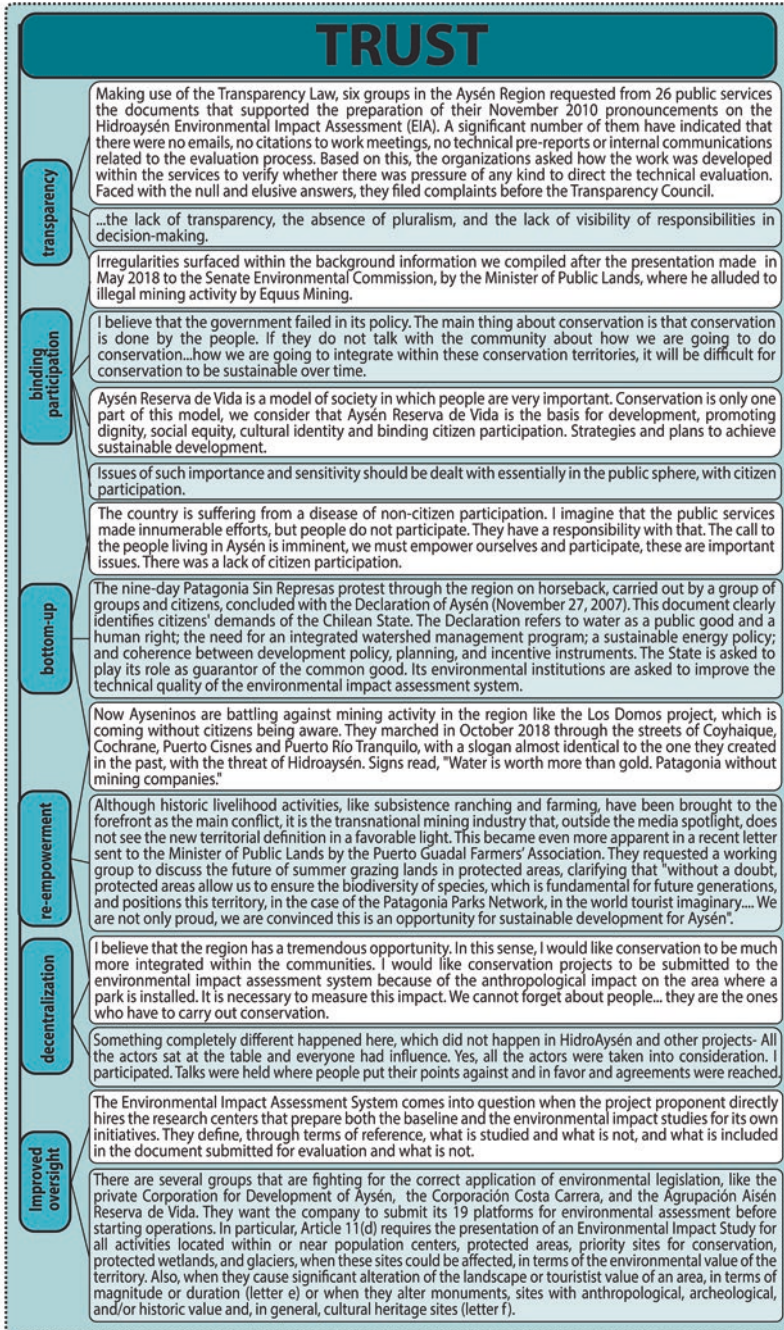 TRUST
transparency
Making use of the Transparency Law, six groups in the Aysén Region requested from 26 public services
the documents that supported the preparation of their November 2010 pronouncements on the
Hidroaysén Environmental Impact Assessment (EIA). A significant number of them have indicated that
there were no emails, no citations to work meetings, no technical pre-reports or internal communications
related to the evaluation process. Based on this, the organizations asked how the work was developed
within the services to verify whether there was pressure of any kind to direct the technical evaluation.
Faced with the null and elusive answers, they filed complaints before the Transparency Council.
...the lack of transparency, the absence of pluralism, and the lack of visibility of responsibilities in
decision-making.
Irregularities surfaced within the background information we compiled after the presentation made in
May 2018 to the Senate Environmental Commission, by the Minister of Public Lands, where he alluded to
illegal mining activity by Equus Mining.
binding
participation
I believe that the government failed in its policy. The main thing about conservation is that conservation
is done by the people. If they do not talk with the community about how we are going to do
conservation...how we are going to integrate within these conservation territories, it will be difficult for
conservation to be sustainable over time.
Aysén Reserva de Vida is a model of society in which people are very important. Conservation is only one
part of this model, we consider that Aysén Reserva de Vida is the basis for development, promoting
dignity, social equity, cultural identity and binding citizen participation. Strategies and plans to achieve
sustainable development.
Issues of such importance and sensitivity should be dealt with essentially in the public sphere, with citizen
participation.
The country is suffering from a disease of non-citizen participation. I imagine that the public services
made innumerable efforts, but people do not participate. They have a responsibility with that. The call to
the people living in Aysén is imminent, we must empower ourselves and participate, these are important
issues. There was a lack of citizen participation.
bottom-up
The nine-day Patagonia Sin Represas protest through the region on horseback, carried out by a group of
groups and citizens, concluded with the Declaration of Aysén (November 27, 2007). This document clearly
identifies citizens' demands of the Chilean State. The Declaration refers to water as a public good and a
human right; the need for an integrated watershed management program; a sustainable energy policy;
and coherence between development policy, planning, and incentive instruments. The State is asked to
play its role as guarantor of the common good. Its environmental institutions are asked to improve the
technical quality of the environmental impact assessment system.
Now Ayseninos are battling against mining activity in the region like the Los Domos project, which is
coming without citizens being aware. They marched in October 2018 through the streets of Coyhaique,
Cochrane, Puerto Cisnes and Puerto Río Tranquilo, with a slogan almost identical to the one they created
in the past, with the threat of Hidroaysén. Signs read, "Water is worth more than gold. Patagonia without
mining companies."
re-empowerment
Although historic livelihood activities, like subsistence ranching and farming, have been brought to the
forefront as the main conflict, it is the transnational mining industry that, outside the media spotlight, does
not see the new territorial definition in a favorable light. This became even more apparent in a recent letter
sent to the Minister of Public Lands by the Puerto Guadal Farmers' Association. They requested a working
group to discuss the future of summer grazing lands in protected areas, clarifying that "without a doubt,
protected areas allow us to ensure the biodiversity of species, which is fundamental for future generations,
and positions this territory, in the case of the Patagonia Parks Network, in the world tourist imaginary.... We
are not only proud, we are convinced this is an opportunity for sustainable development for Aysén".
decentralization
I believe that the region has a tremendous opportunity. In this sense, I would like conservation to be much
more integrated within the communities. I would like conservation projects to be submitted to the
environmental impact assessment system because of the anthropological impact on the area where a
park is installed. It is necessary to measure this impact. We cannot forget about people... they are the ones
who have to carry out conservation.
Something completely different happened here, which did not happen in HidroAysén and other projects- All
the actors sat at the table and everyone had influence. Yes, all the actors were taken into consideration. I
participated. Talks were held where people put their points against and in favor and agreements were reached.
Improved
oversight
The Environmental Impact Assessment System comes into question when the project proponent directly
hires the research centers that prepare both the baseline and the environmental impact studies for its own
initiatives. They define, through terms of reference, what is studied and what is not, and what is included
in the document submitted for evaluation and what is not.
There are several groups that are fighting for the correct application of environmental legislation, like the
private Corporation for Development of Aysén, the Corporación Costa Carrera, and the Agrupación Aisén
Reserva de Vida. They want the company to submit its 19 platforms for environmental assessment before
starting operations. In particular, Article 11(d) requires the presentation of an Environmental Impact Study for
all activities located within or near population centers, protected areas, priority sites for conservation,
protected wetlands, and glaciers, when these sites could be affected, in terms of the environmental value of the
territory. Also, when they cause significant alteration of the landscape or touristist value of an area, in terms of
magnitude or duration (letter e) or when they alter monuments, sites with anthropological, archeological,
and/or historic value and, in general, cultural heritage sites (letter f).